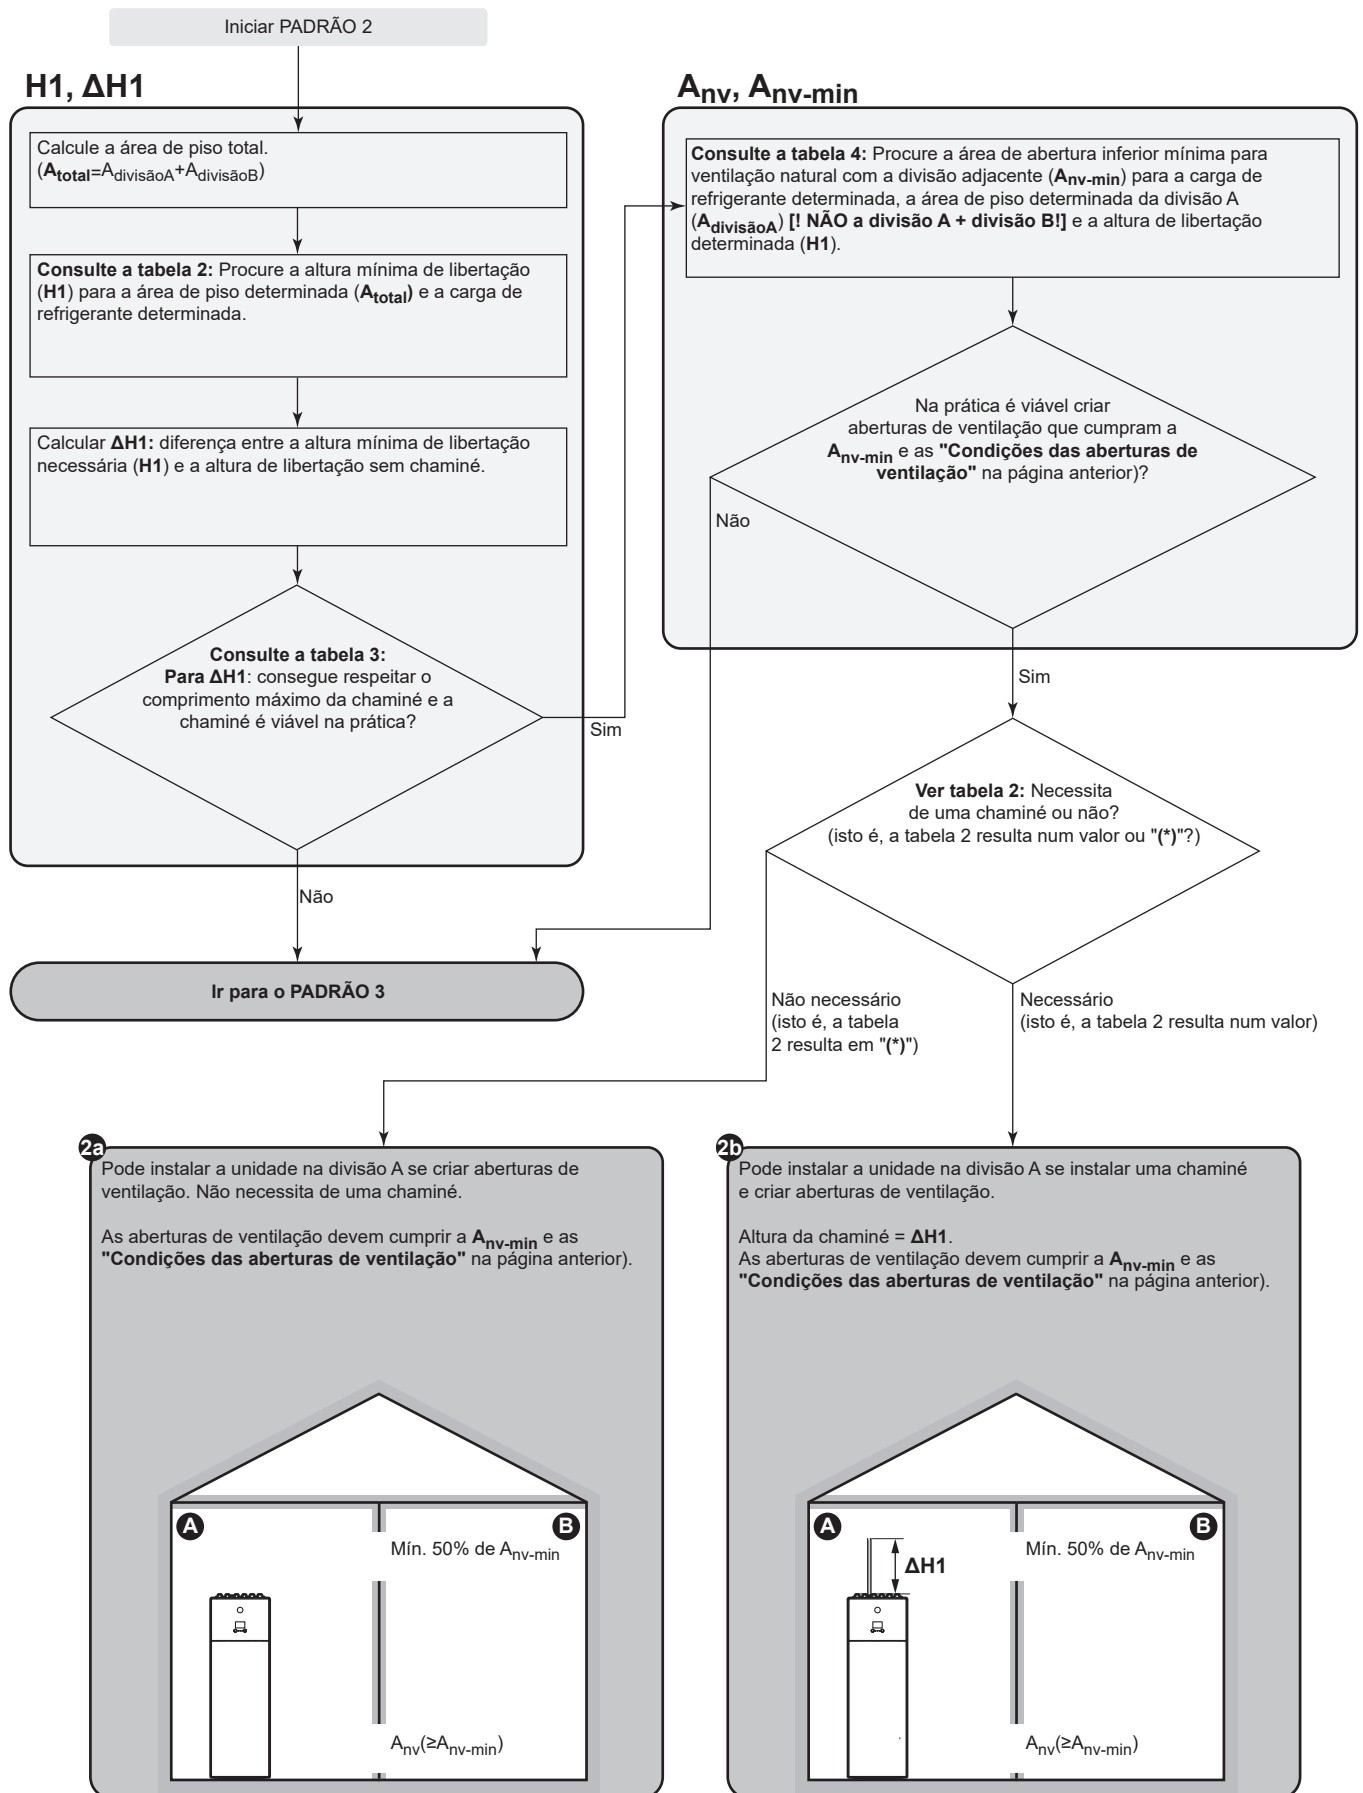 Iniciar PADRÃO 2
H1, ΔH1
Calcule a área de piso total.
(Atotal=AdivisãoA+AdivisãoB)
Consulte a tabela 2: Procure a altura mínima de libertação
(H1) para a área de piso determinada (Atotal) e a carga de
refrigerante determinada.
Calcular ΔH1: diferença entre a altura mínima de libertação
necessária (H1) e a altura de libertação sem chaminé.
Consulte a tabela 3:
Para ΔH1: consegue respeitar o
comprimento máximo da chaminé e a
chaminé é viável na prática?
Sim
Não
Ir para o PADRÃO 3
Anv, Anv-min
Consulte a tabela 4: Procure a área de abertura inferior mínima para
ventilação natural com a divisão adjacente (Anv-min) para a carga de
refrigerante determinada, a área de piso determinada da divisão A
(AdivisãoA) [! NÃO a divisão A + divisão B!] e a altura de libertação
determinada (H1).
Na prática é viável criar
aberturas de ventilação que cumpram a
Anv-min e as "Condições das aberturas de
ventilação" na página anterior)?
Não
Sim
Ver tabela 2: Necessita
de uma chaminé ou não?
(isto é, a tabela 2 resulta num valor ou "(*)"?)
Não necessário
(isto é, a tabela
2 resulta em "(*)")
Necessário
(isto é, a tabela 2 resulta num valor)
2a
Pode instalar a unidade na divisão A se criar aberturas de
ventilação. Não necessita de uma chaminé.
As aberturas de ventilação devem cumprir a Anv-min e as
"Condições das aberturas de ventilação" na página anterior).
A
B
Mín. 50% de Anv-min
Anv(≥Anv-min)
2b
Pode instalar a unidade na divisão A se instalar uma chaminé
e criar aberturas de ventilação.
Altura da chaminé = ΔH1.
As aberturas de ventilação devem cumprir a Anv-min e as
"Condições das aberturas de ventilação" na página anterior).
A
B
ΔH1
Mín. 50% de Anv-min
Anv(≥Anv-min)